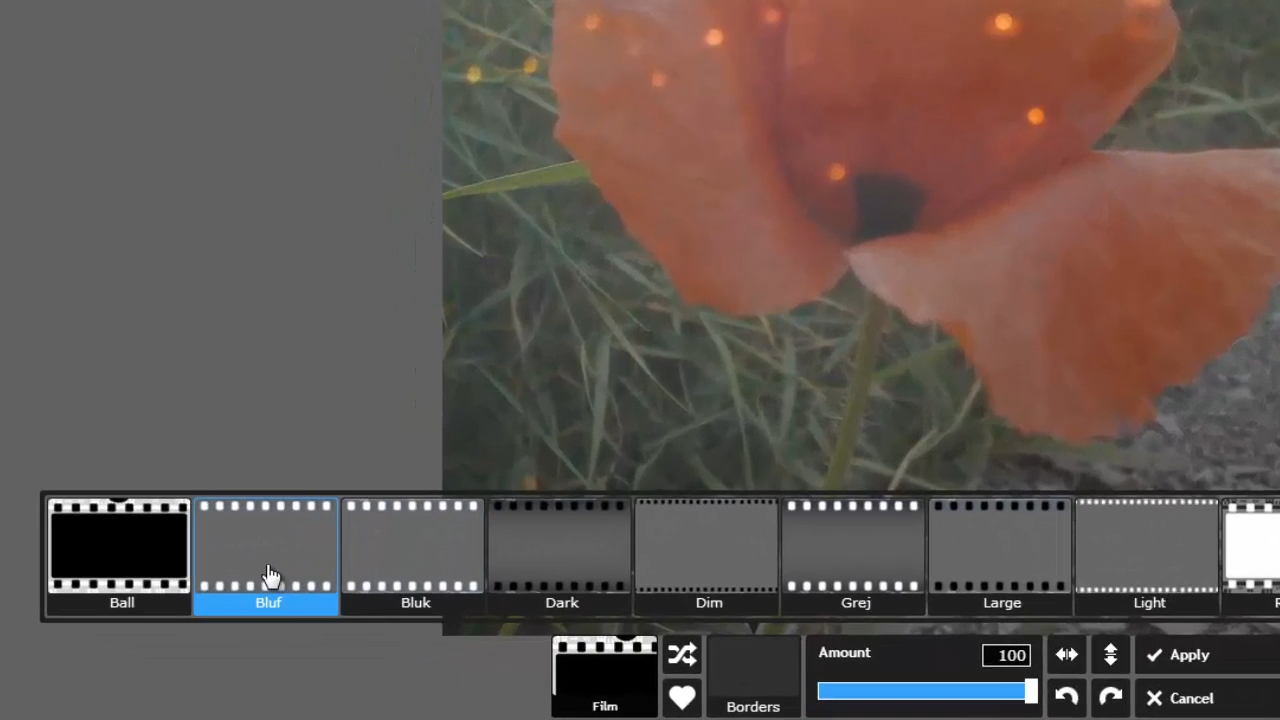 Ball
Bluf
Bluk
Dark
Dim
Grej
Large
Light
Amount
100
Apply
Film
Borders
Cancel